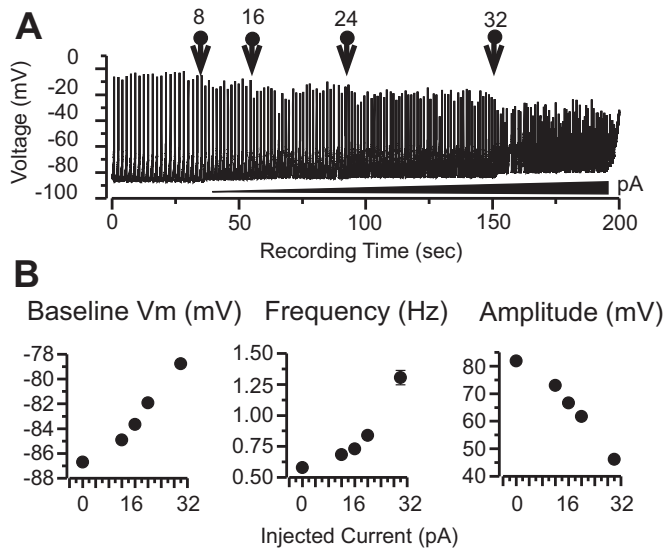 A
8 16 24 32
0
-20
-40
-60
-80
-100
Voltage (mV)
pA
0 50 100 150 200
Recording Time (sec)
B
Baseline Vm (mV) Frequency (Hz) Amplitude (mV)
-78
-80
-82
-84
-86
-88
0 16 32
1.50
1.25
1.00
0.75
0.50
0 16 32
80
70
60
50
40
0 16 32
Injected Current (pA)